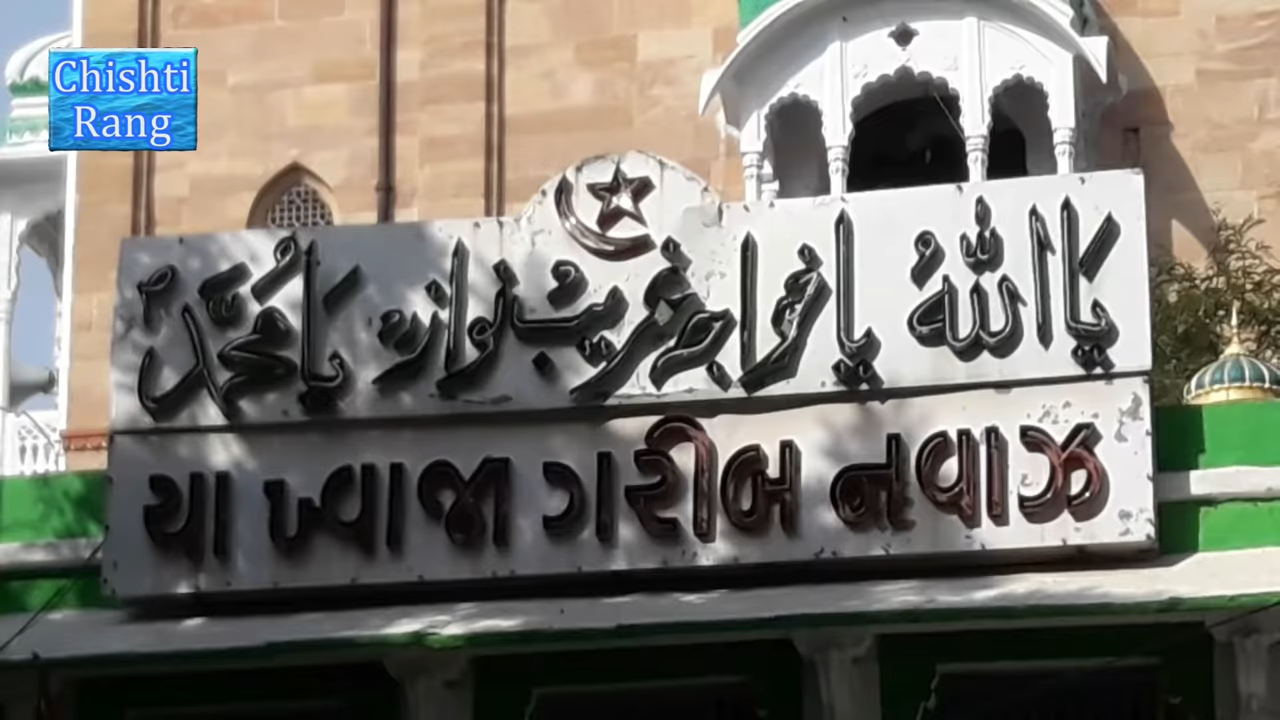 Chishti
Rang
یا اللہ یا خواجہ غریب نواز یا محمد
યા ખ્વાજા ગરીબ નવાઝ